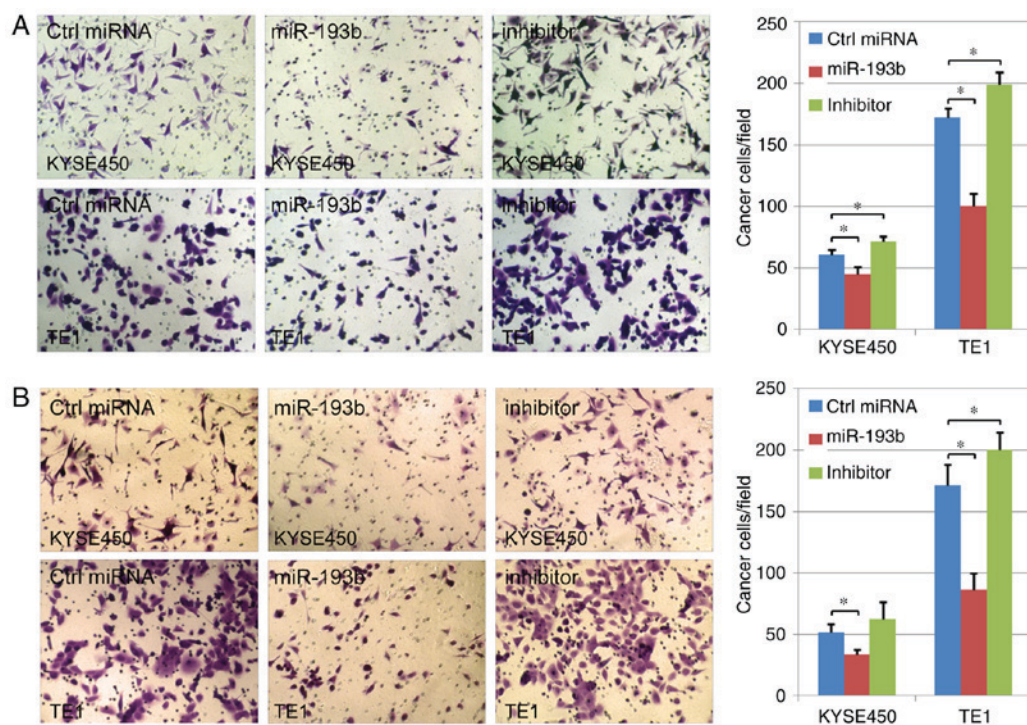 A
Ctrl miRNA
miR-193b
inhibitor
KYSE450
KYSE450
KYSE450
Ctrl miRNA
miR-193b
inhibitor
TE1
TE1
TE1
250
200
150
100
50
0
Cancer cells/field
Ctrl miRNA
miR-193b
Inhibitor
*
*
*
*
KYSE450
TE1
B
Ctrl miRNA
miR-193b
inhibitor
KYSE450
KYSE450
KYSE450
Ctrl miRNA
miR-193b
inhibitor
TE1
TE1
TE1
250
200
150
100
50
0
Cancer cells/field
Ctrl miRNA
miR-193b
Inhibitor
*
*
*
KYSE450
TE1